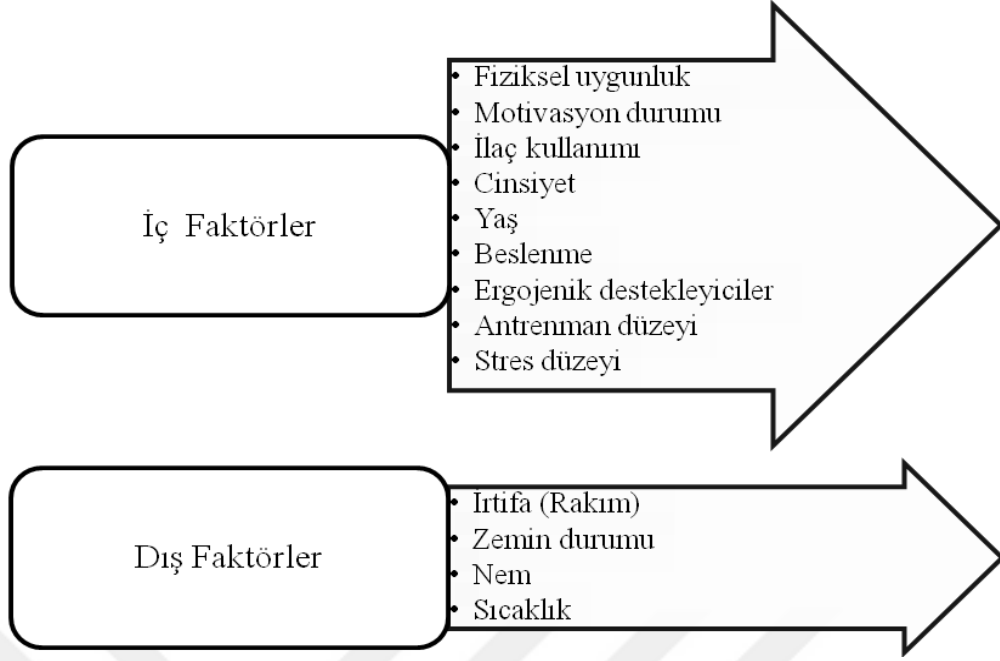 İç Faktörler
• Fiziksel uygunluk
• Motivasyon durumu
• İlaç kullanımı
• Cinsiyet
• Yaş
• Beslenme
• Ergojenik destekleyiciler
• Antrenman düzeyi
• Stres düzeyi
Dış Faktörler
• İrtifa (Rakım)
• Zemin durumu
• Nem
• Sıcaklık